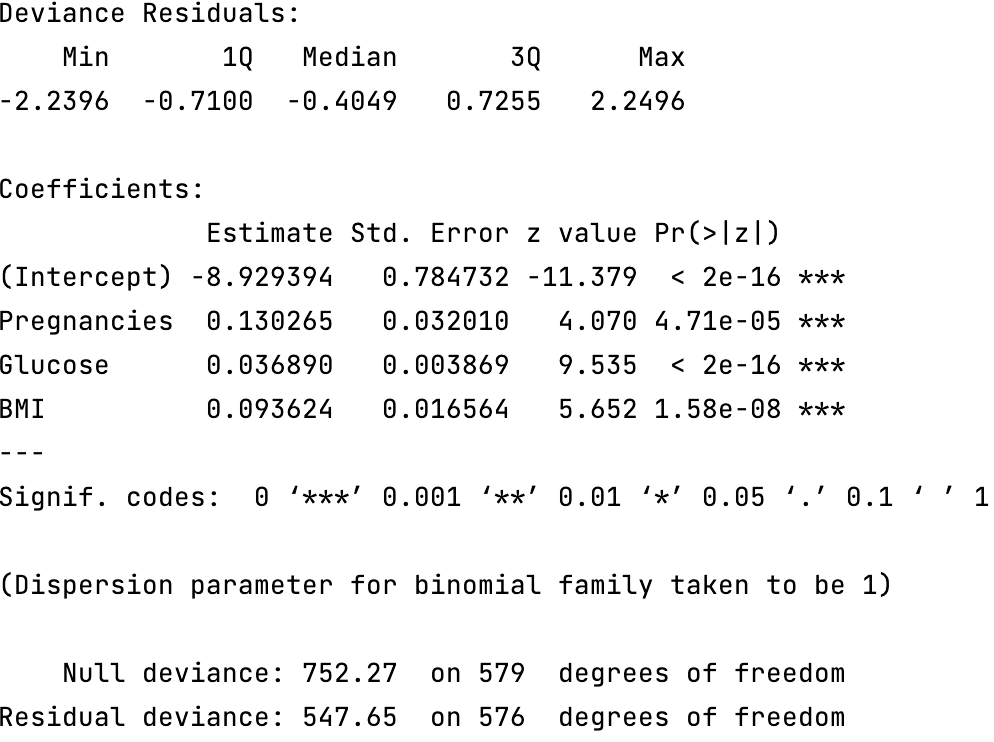 Deviance Residuals:
    Min       1Q   Median       3Q      Max
-2.2396  -0.7100  -0.4049   0.7255   2.2496

Coefficients:
             Estimate Std. Error z value Pr(>|z|)
(Intercept) -8.929394   0.784732 -11.379  < 2e-16 ***
Pregnancies  0.130265   0.032010   4.070 4.71e-05 ***
Glucose      0.036890   0.003869   9.535  < 2e-16 ***
BMI          0.093624   0.016564   5.652 1.58e-08 ***
---
Signif. codes:  0 ‘***’ 0.001 ‘**’ 0.01 ‘*’ 0.05 ‘.’ 0.1 ‘ ’ 1

(Dispersion parameter for binomial family taken to be 1)

    Null deviance: 752.27  on 579  degrees of freedom
Residual deviance: 547.65  on 576  degrees of freedom